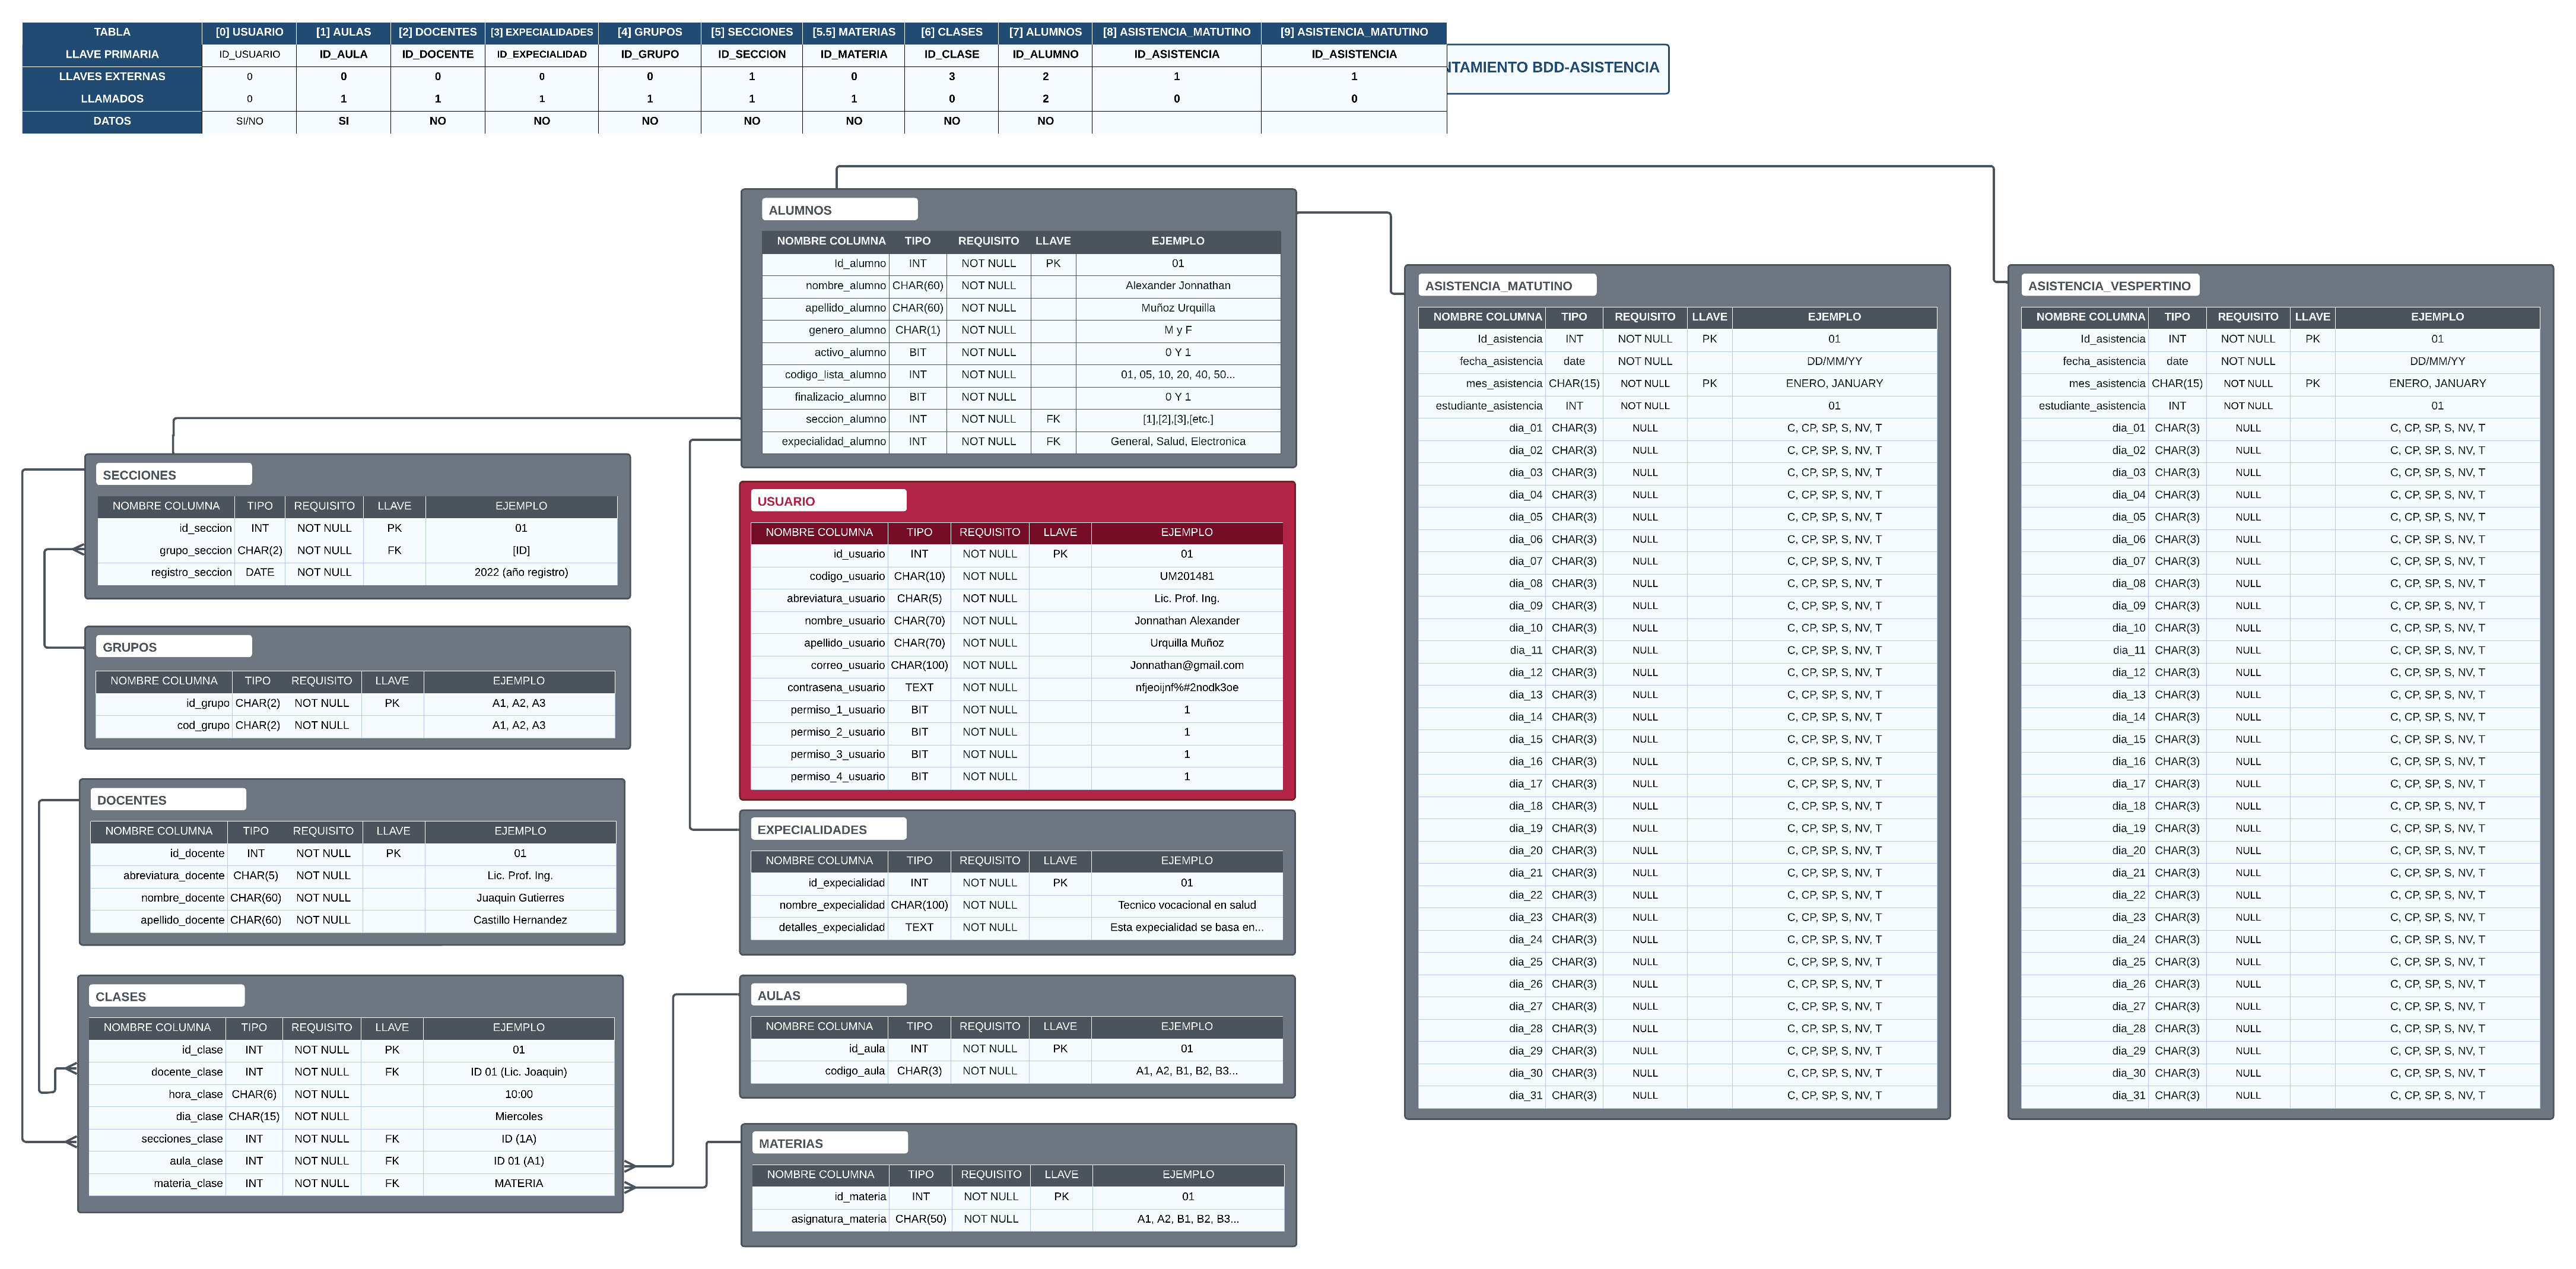 TABLA [0] USUARIO [1] AULAS [2] DOCENTES [3] EXPECIALIDADES [4] GRUPOS [5] SECCIONES [5.5] MATERIAS [6] CLASES [7] ALUMNOS [8] ASISTENCIA_MATUTINO [9] ASISTENCIA_MATUTINO
LLAVE PRIMARIA ID_USUARIO ID_AULA ID_DOCENTE ID_EXPECIALIDAD ID_GRUPO ID_SECCION ID_MATERIA ID_CLASE ID_ALUMNO ID_ASISTENCIA ID_ASISTENCIA
LLAVES EXTERNAS 0 0 0 0 0 1 0 3 2 1 1
LLAMADOS 0 1 1 1 1 1 1 0 2 0 0
DATOS SI/NO SI NO NO NO NO NO NO NO
NTAMIENTO BDD-ASISTENCIA
ALUMNOS
NOMBRE COLUMNA TIPO REQUISITO LLAVE EJEMPLO
Id_alumno INT NOT NULL PK 01
nombre_alumno CHAR(60) NOT NULL Alexander Jonnathan
apellido_alumno CHAR(60) NOT NULL Muñoz Urquilla
genero_alumno CHAR(1) NOT NULL M y F
activo_alumno BIT NOT NULL 0 Y 1
codigo_lista_alumno INT NOT NULL 01, 05, 10, 20, 40, 50...
finalizacio_alumno BIT NOT NULL 0 Y 1
seccion_alumno INT NOT NULL FK [1],[2],[3],[etc.]
expecialidad_alumno INT NOT NULL FK General, Salud, Electronica
SECCIONES
NOMBRE COLUMNA TIPO REQUISITO LLAVE EJEMPLO
id_seccion INT NOT NULL PK 01
grupo_seccion CHAR(2) NOT NULL FK [ID]
registro_seccion DATE NOT NULL 2022 (año registro)
GRUPOS
NOMBRE COLUMNA TIPO REQUISITO LLAVE EJEMPLO
id_grupo CHAR(2) NOT NULL PK A1, A2, A3
cod_grupo CHAR(2) NOT NULL A1, A2, A3
DOCENTES
NOMBRE COLUMNA TIPO REQUISITO LLAVE EJEMPLO
id_docente INT NOT NULL PK 01
abreviatura_docente CHAR(5) NOT NULL Lic. Prof. Ing.
nombre_docente CHAR(60) NOT NULL Juaquin Gutierres
apellido_docente CHAR(60) NOT NULL Castillo Hernandez
CLASES
NOMBRE COLUMNA TIPO REQUISITO LLAVE EJEMPLO
id_clase INT NOT NULL PK 01
docente_clase INT NOT NULL FK ID 01 (Lic. Joaquin)
hora_clase CHAR(6) NOT NULL 10:00
dia_clase CHAR(15) NOT NULL Miercoles
secciones_clase INT NOT NULL FK ID (1A)
aula_clase INT NOT NULL FK ID 01 (A1)
materia_clase INT NOT NULL FK MATERIA
USUARIO
NOMBRE COLUMNA TIPO REQUISITO LLAVE EJEMPLO
id_usuario INT NOT NULL PK 01
codigo_usuario CHAR(10) NOT NULL UM201481
abreviatura_usuario CHAR(5) NOT NULL Lic. Prof. Ing.
nombre_usuario CHAR(70) NOT NULL Jonnathan Alexander
apellido_usuario CHAR(70) NOT NULL Urquilla Muñoz
correo_usuario CHAR(100) NOT NULL Jonnathan@gmail.com
contrasena_usuario TEXT NOT NULL nfjeoijnf%#2nodk3oe
permiso_1_usuario BIT NOT NULL 1
permiso_2_usuario BIT NOT NULL 1
permiso_3_usuario BIT NOT NULL 1
permiso_4_usuario BIT NOT NULL 1
EXPECIALIDADES
NOMBRE COLUMNA TIPO REQUISITO LLAVE EJEMPLO
id_expecialidad INT NOT NULL PK 01
nombre_expecialidad CHAR(100) NOT NULL Tecnico vocacional en salud
detalles_expecialidad TEXT NOT NULL Esta expecialidad se basa en...
AULAS
NOMBRE COLUMNA TIPO REQUISITO LLAVE EJEMPLO
id_aula INT NOT NULL PK 01
codigo_aula CHAR(3) NOT NULL A1, A2, B1, B2, B3...
MATERIAS
NOMBRE COLUMNA TIPO REQUISITO LLAVE EJEMPLO
id_materia INT NOT NULL PK 01
asignatura_materia CHAR(50) NOT NULL A1, A2, B1, B2, B3...
ASISTENCIA_MATUTINO
NOMBRE COLUMNA TIPO REQUISITO LLAVE EJEMPLO
Id_asistencia INT NOT NULL PK 01
fecha_asistencia date NOT NULL DD/MM/YY
mes_asistencia CHAR(15) NOT NULL PK ENERO, JANUARY
estudiante_asistencia INT NOT NULL 01
dia_01 CHAR(3) NULL C, CP, SP, S, NV, T
dia_02 CHAR(3) NULL C, CP, SP, S, NV, T
dia_03 CHAR(3) NULL C, CP, SP, S, NV, T
dia_04 CHAR(3) NULL C, CP, SP, S, NV, T
dia_05 CHAR(3) NULL C, CP, SP, S, NV, T
dia_06 CHAR(3) NULL C, CP, SP, S, NV, T
dia_07 CHAR(3) NULL C, CP, SP, S, NV, T
dia_08 CHAR(3) NULL C, CP, SP, S, NV, T
dia_09 CHAR(3) NULL C, CP, SP, S, NV, T
dia_10 CHAR(3) NULL C, CP, SP, S, NV, T
dia_11 CHAR(3) NULL C, CP, SP, S, NV, T
dia_12 CHAR(3) NULL C, CP, SP, S, NV, T
dia_13 CHAR(3) NULL C, CP, SP, S, NV, T
dia_14 CHAR(3) NULL C, CP, SP, S, NV, T
dia_15 CHAR(3) NULL C, CP, SP, S, NV, T
dia_16 CHAR(3) NULL C, CP, SP, S, NV, T
dia_17 CHAR(3) NULL C, CP, SP, S, NV, T
dia_18 CHAR(3) NULL C, CP, SP, S, NV, T
dia_19 CHAR(3) NULL C, CP, SP, S, NV, T
dia_20 CHAR(3) NULL C, CP, SP, S, NV, T
dia_21 CHAR(3) NULL C, CP, SP, S, NV, T
dia_22 CHAR(3) NULL C, CP, SP, S, NV, T
dia_23 CHAR(3) NULL C, CP, SP, S, NV, T
dia_24 CHAR(3) NULL C, CP, SP, S, NV, T
dia_25 CHAR(3) NULL C, CP, SP, S, NV, T
dia_26 CHAR(3) NULL C, CP, SP, S, NV, T
dia_27 CHAR(3) NULL C, CP, SP, S, NV, T
dia_28 CHAR(3) NULL C, CP, SP, S, NV, T
dia_29 CHAR(3) NULL C, CP, SP, S, NV, T
dia_30 CHAR(3) NULL C, CP, SP, S, NV, T
dia_31 CHAR(3) NULL C, CP, SP, S, NV, T
ASISTENCIA_VESPERTINO
NOMBRE COLUMNA TIPO REQUISITO LLAVE EJEMPLO
Id_asistencia INT NOT NULL PK 01
fecha_asistencia date NOT NULL DD/MM/YY
mes_asistencia CHAR(15) NOT NULL PK ENERO, JANUARY
estudiante_asistencia INT NOT NULL 01
dia_01 CHAR(3) NULL C, CP, SP, S, NV, T
dia_02 CHAR(3) NULL C, CP, SP, S, NV, T
dia_03 CHAR(3) NULL C, CP, SP, S, NV, T
dia_04 CHAR(3) NULL C, CP, SP, S, NV, T
dia_05 CHAR(3) NULL C, CP, SP, S, NV, T
dia_06 CHAR(3) NULL C, CP, SP, S, NV, T
dia_07 CHAR(3) NULL C, CP, SP, S, NV, T
dia_08 CHAR(3) NULL C, CP, SP, S, NV, T
dia_09 CHAR(3) NULL C, CP, SP, S, NV, T
dia_10 CHAR(3) NULL C, CP, SP, S, NV, T
dia_11 CHAR(3) NULL C, CP, SP, S, NV, T
dia_12 CHAR(3) NULL C, CP, SP, S, NV, T
dia_13 CHAR(3) NULL C, CP, SP, S, NV, T
dia_14 CHAR(3) NULL C, CP, SP, S, NV, T
dia_15 CHAR(3) NULL C, CP, SP, S, NV, T
dia_16 CHAR(3) NULL C, CP, SP, S, NV, T
dia_17 CHAR(3) NULL C, CP, SP, S, NV, T
dia_18 CHAR(3) NULL C, CP, SP, S, NV, T
dia_19 CHAR(3) NULL C, CP, SP, S, NV, T
dia_20 CHAR(3) NULL C, CP, SP, S, NV, T
dia_21 CHAR(3) NULL C, CP, SP, S, NV, T
dia_22 CHAR(3) NULL C, CP, SP, S, NV, T
dia_23 CHAR(3) NULL C, CP, SP, S, NV, T
dia_24 CHAR(3) NULL C, CP, SP, S, NV, T
dia_25 CHAR(3) NULL C, CP, SP, S, NV, T
dia_26 CHAR(3) NULL C, CP, SP, S, NV, T
dia_27 CHAR(3) NULL C, CP, SP, S, NV, T
dia_28 CHAR(3) NULL C, CP, SP, S, NV, T
dia_29 CHAR(3) NULL C, CP, SP, S, NV, T
dia_30 CHAR(3) NULL C, CP, SP, S, NV, T
dia_31 CHAR(3) NULL C, CP, SP, S, NV, T